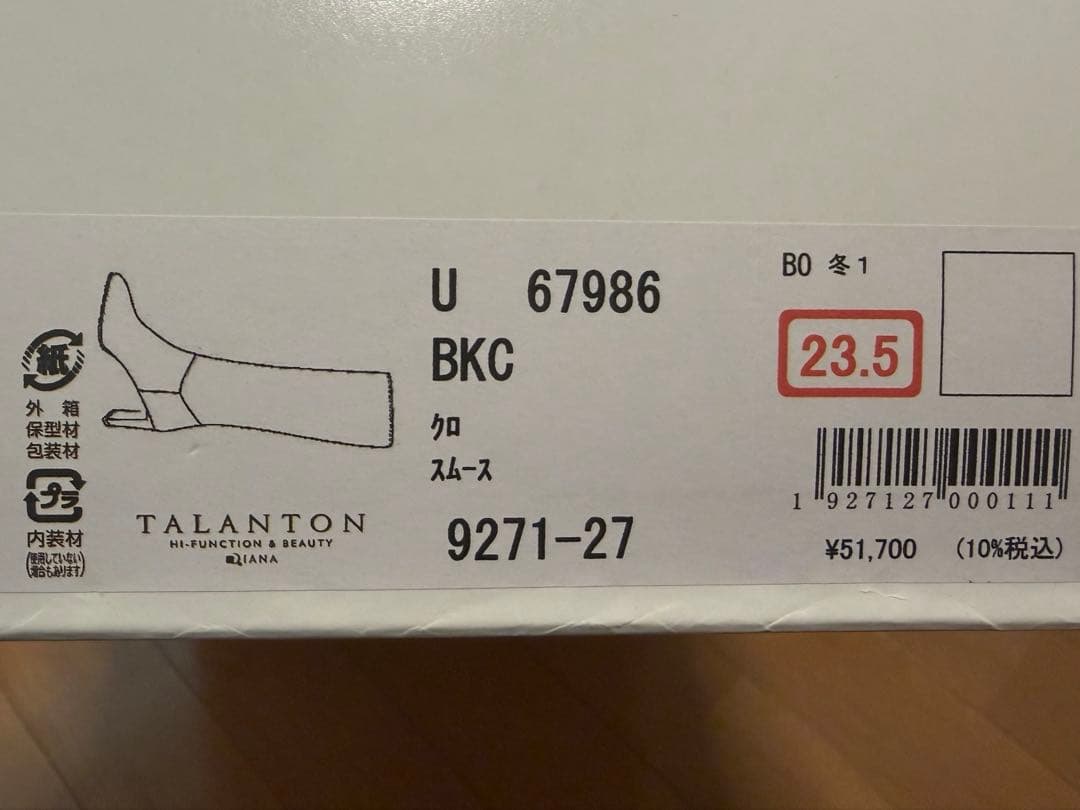 紙
外 箱
保型材
包装材
プラ
内装材
(使用していない
場合もあります)
TALANTON
HI-FUNCTION & BEAUTY
DIANA
U 67986
BKC
クロ
スムース
9271-27
BO 冬1
23.5
1 927127 000111
¥51,700 (10%税込)